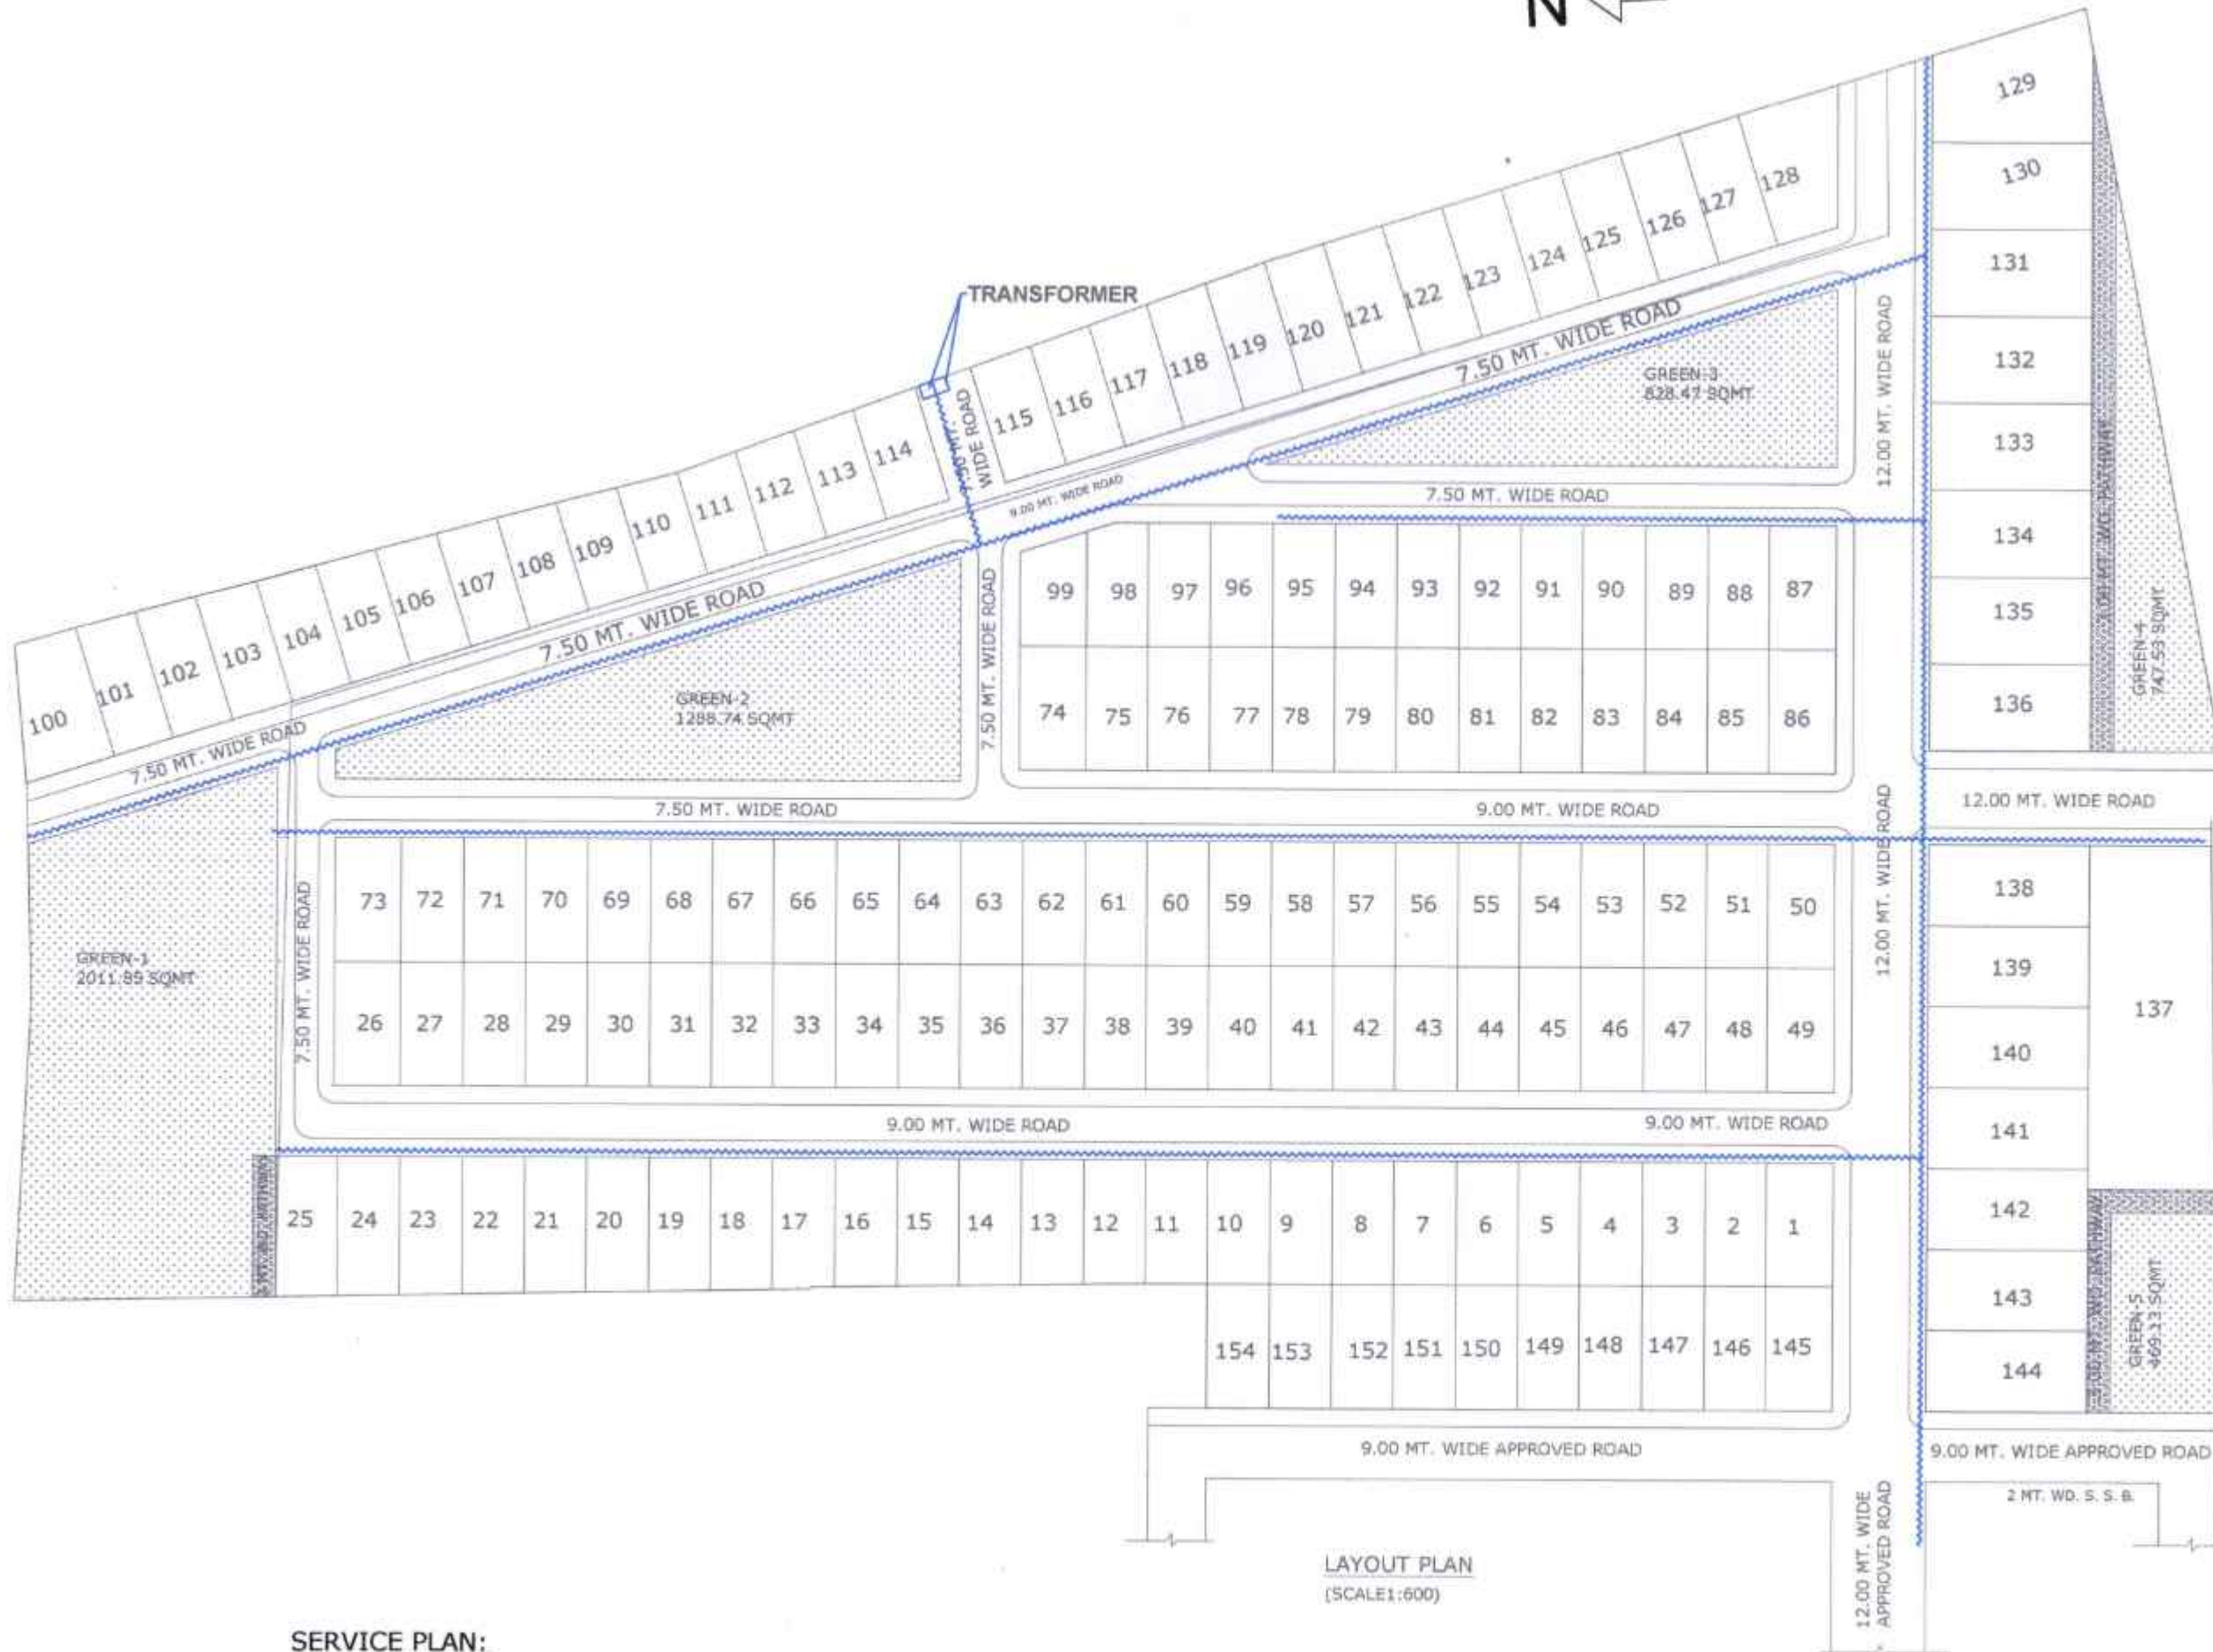 N
129
130
131
132
133
134
135
136
TRANSFORMER
100
101
102
103
104
105
106
107
108
109
110
111
112
113
114
7.50 MT.
WIDE ROAD
115
116
117
118
119
120
121
122
123
124
125
126
127
128
7.50 MT. WIDE ROAD
7.50 MT. WIDE ROAD
9.00 MT. WIDE ROAD
7.50 MT. WIDE ROAD
GREEN-3
828.47 SQMT
7.50 MT. WIDE ROAD
12.00 MT. WIDE ROAD
GREEN-4
747.53 SQMT
GREEN-2
1288.74 SQMT
7.50 MT. WIDE ROAD
99 98 97 96 95 94 93 92 91 90 89 88 87
74 75 76 77 78 79 80 81 82 83 84 85 86
7.50 MT. WIDE ROAD
9.00 MT. WIDE ROAD
12.00 MT. WIDE ROAD
12.00 MT. WIDE ROAD
GREEN-1
2011.89 SQMT
7.50 MT. WIDE ROAD
73 72 71 70 69 68 67 66 65 64 63 62 61 60 59 58 57 56 55 54 53 52 51 50
26 27 28 29 30 31 32 33 34 35 36 37 38 39 40 41 42 43 44 45 46 47 48 49
138
139
140
141
142
143
144
137
9.00 MT. WIDE ROAD
9.00 MT. WIDE ROAD
25 24 23 22 21 20 19 18 17 16 15 14 13 12 11 10 9 8 7 6 5 4 3 2 1
154 153 152 151 150 149 148 147 146 145
GREEN-5
469.13 SQMT
9.00 MT. WIDE APPROVED ROAD
9.00 MT. WIDE APPROVED ROAD
2 MT. WD. S. S. B.
12.00 MT. WIDE
APPROVED ROAD
LAYOUT PLAN
(SCALE1:600)
SERVICE PLAN: